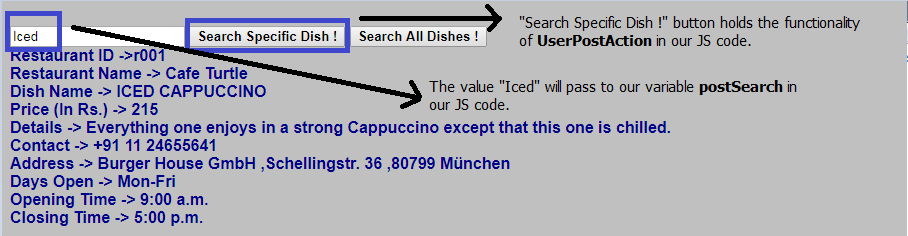 "Search Specific Dish !" button holds the functionality
of UserPostAction in our JS code.
Iced Search Specific Dish ! Search All Dishes !
Restaurant ID ->r001
Restaurant Name -> Cafe Turtle
Dish Name -> ICED CAPPUCCINO
Price (In Rs.) -> 215
Details -> Everything one enjoys in a strong Cappuccino except that this one is chilled.
Contact -> +91 11 24655641
Address -> Burger House GmbH ,Schellingstr. 36 ,80799 München
Days Open -> Mon-Fri
Opening Time -> 9:00 a.m.
Closing Time -> 5:00 p.m.
The value "Iced" will pass to our variable postSearch in
our JS code.